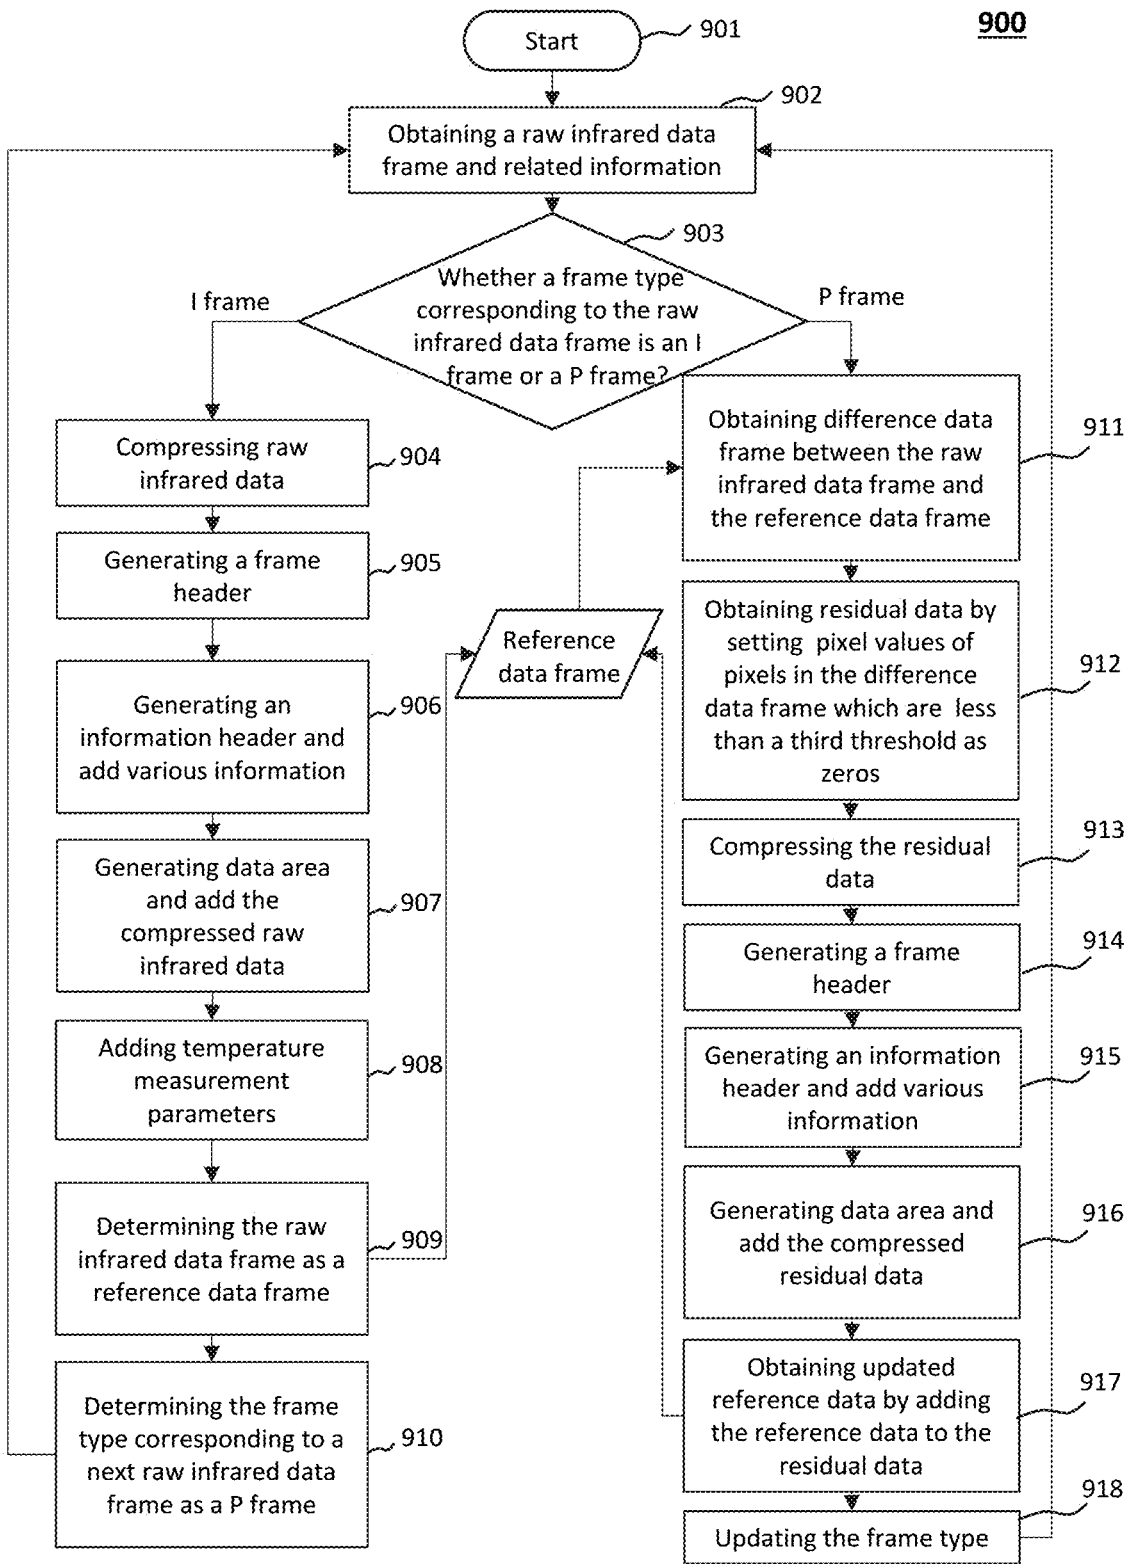 900
Start
901
902
Obtaining a raw infrared data
frame and related information
903
Whether a frame type
corresponding to the raw
infrared data frame is an I
frame or a P frame?
I frame
P frame
Compressing raw
infrared data
904
Generating a frame
header
905
Generating an
information header and
add various information
906
Generating data area
and add the
compressed raw
infrared data
907
Adding temperature
measurement
parameters
908
Determining the raw
infrared data frame as a
reference data frame
909
Determining the frame
type corresponding to a
next raw infrared data
frame as a P frame
910
Reference
data frame
Obtaining difference data
frame between the raw
infrared data frame and
the reference data frame
911
Obtaining residual data by
setting pixel values of
pixels in the difference
data frame which are less
than a third threshold as
zeros
912
Compressing the residual
data
913
Generating a frame
header
914
Generating an information
header and add various
information
915
Generating data area and
add the compressed
residual data
916
Obtaining updated
reference data by adding
the reference data to the
residual data
917
Updating the frame type
918